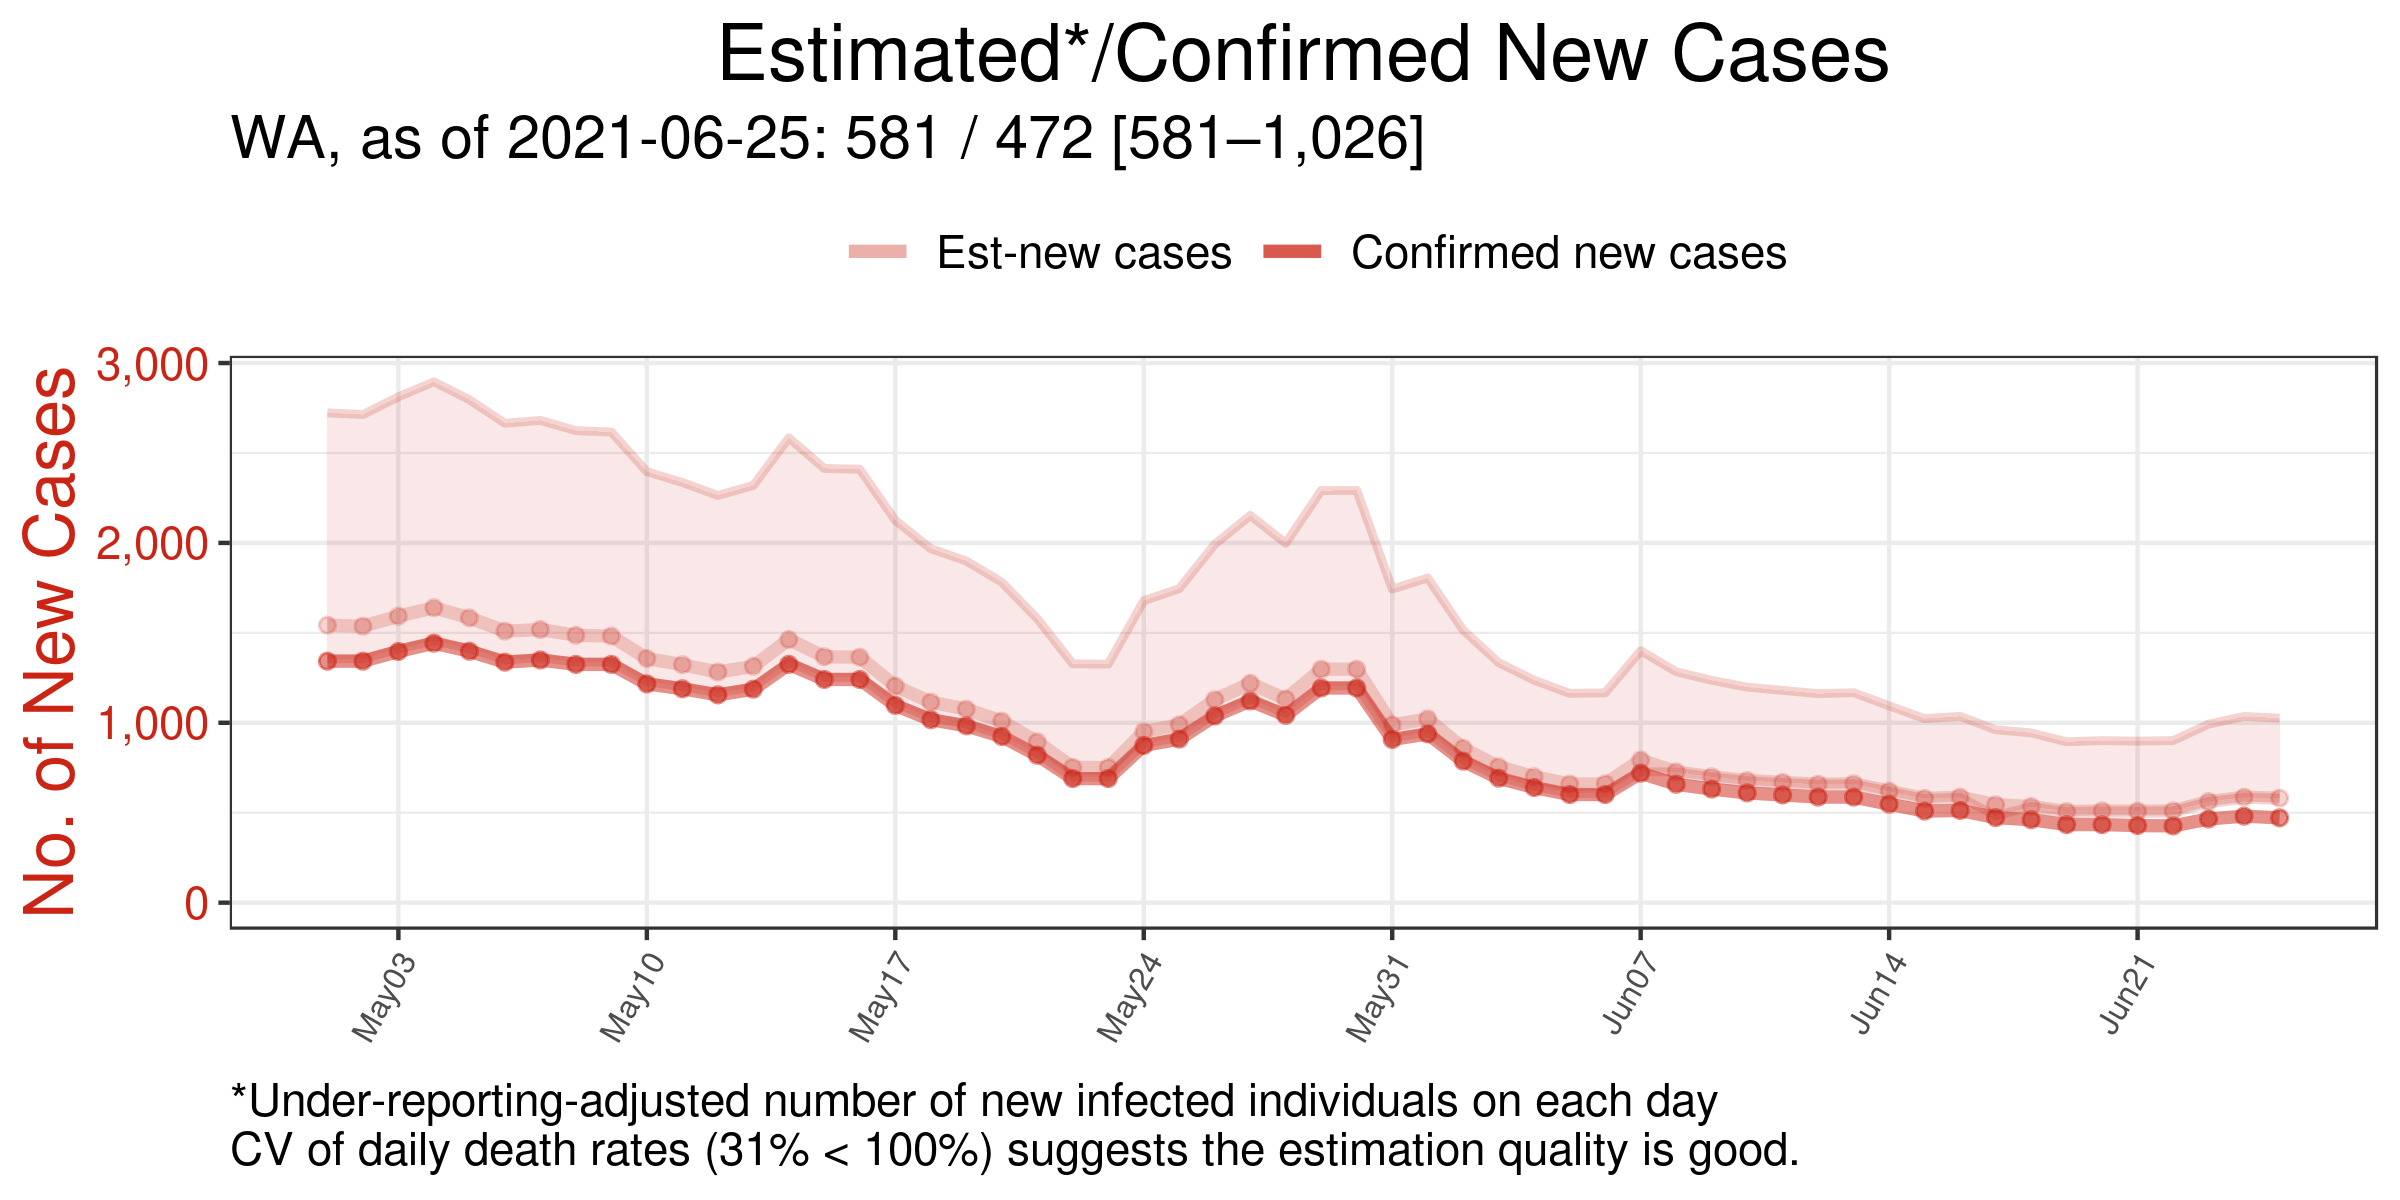 Estimated*/Confirmed New Cases
WA, as of 2021-06-25: 581 / 472 [581–1,026]
Est-new cases Confirmed new cases
No. of New Cases
3,000
2,000
1,000
0
May03 May10 May17 May24 May31 Jun07 Jun14 Jun21
*Under-reporting-adjusted number of new infected individuals on each day
CV of daily death rates (31% < 100%) suggests the estimation quality is good.